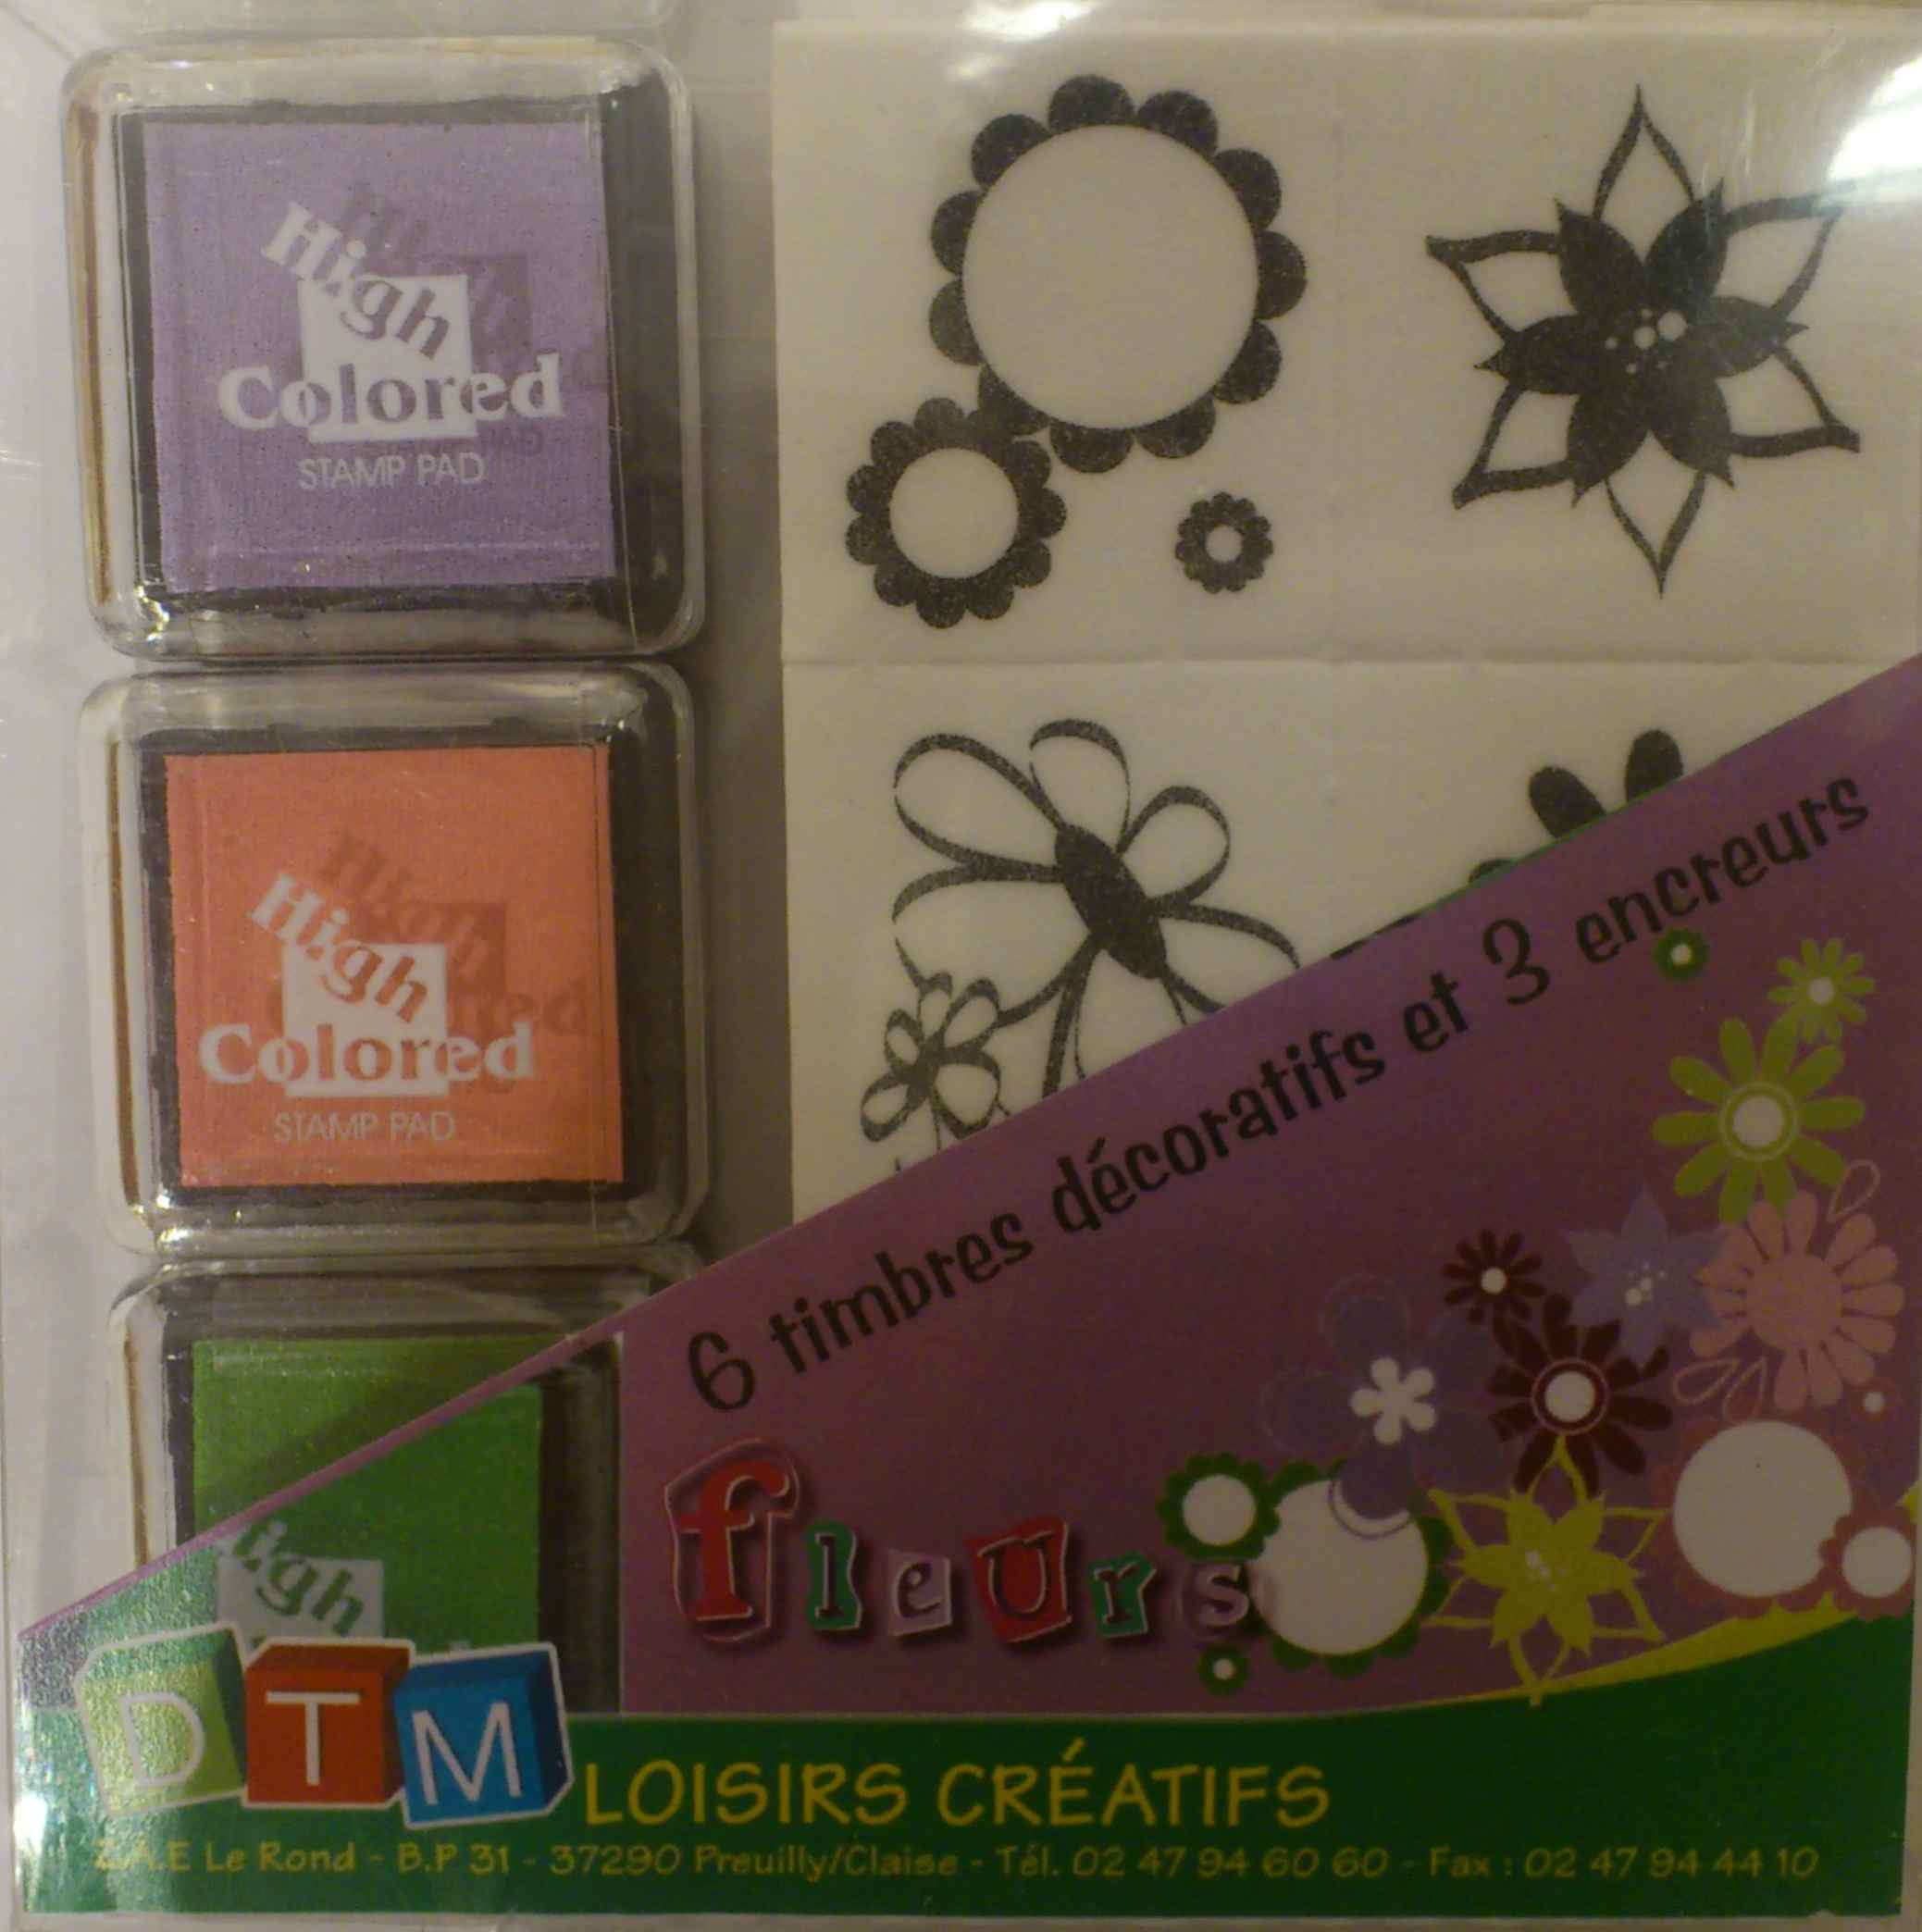 High
Colored
STAMP PAD
High
Colored
STAMP PAD
High
6 timbres décoratifs et 3 encreurs
fleurs
DTM
LOISIRS CRÉATIFS
Z.A.E Le Rond - B.P 31 - 37290 Preuilly/Claise - Tél. 02 47 94 60 60 - Fax : 02 47 94 44 10